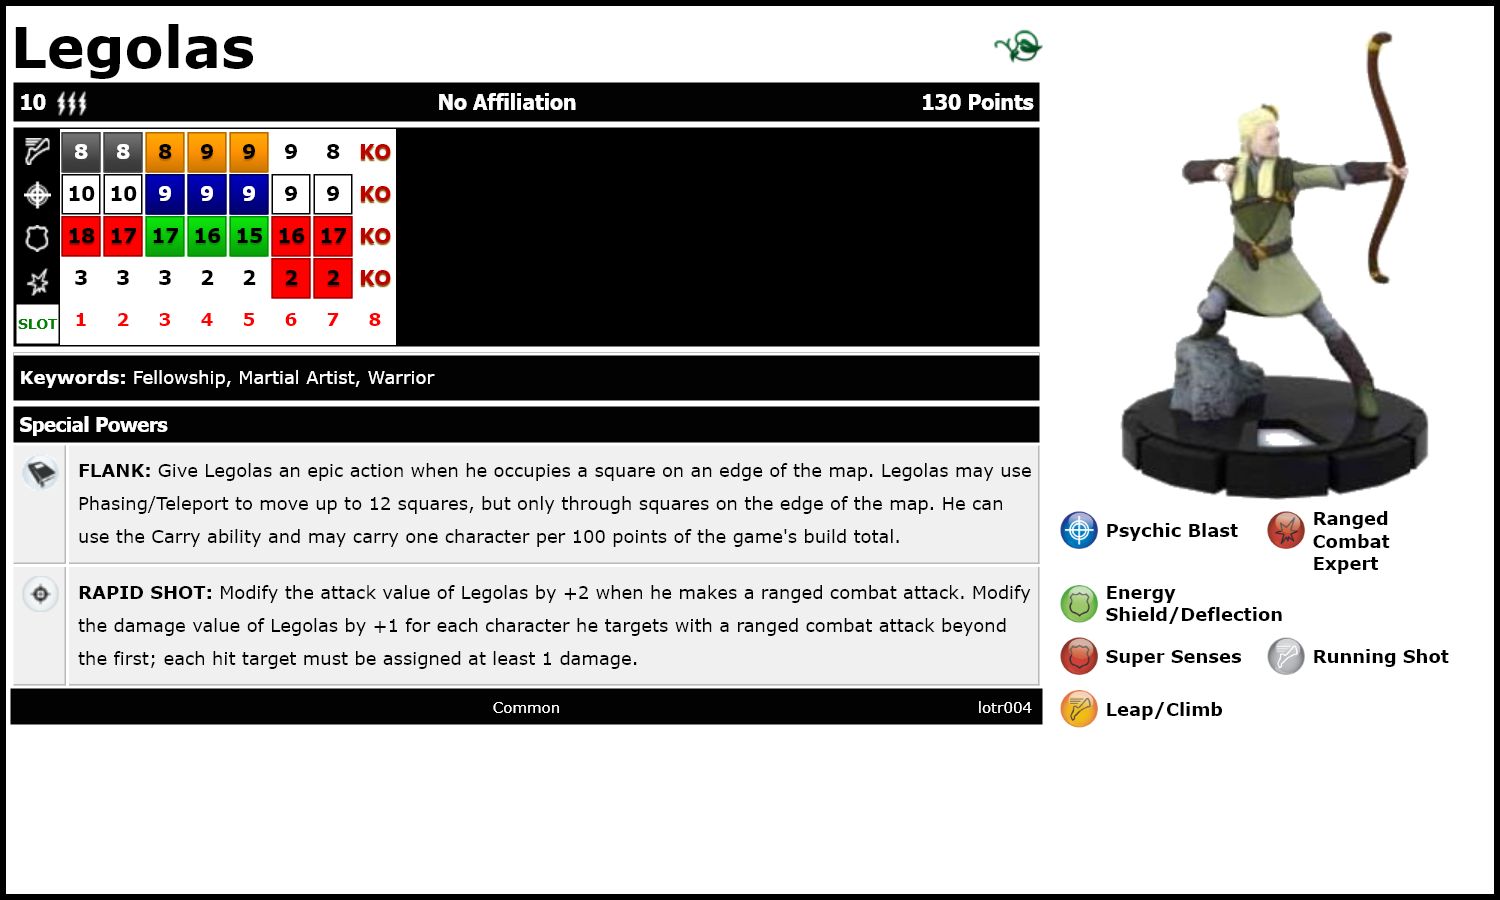 Legolas
10 No Affiliation 130 Points
8 8 8 9 9 9 8 KO
10 10 9 9 9 9 9 KO
18 17 17 16 15 16 17 KO
3 3 3 2 2 2 2 KO
SLOT 1 2 3 4 5 6 7 8
Keywords: Fellowship, Martial Artist, Warrior
Special Powers
FLANK: Give Legolas an epic action when he occupies a square on an edge of the map. Legolas may use
Phasing/Teleport to move up to 12 squares, but only through squares on the edge of the map. He can
use the Carry ability and may carry one character per 100 points of the game's build total.
RAPID SHOT: Modify the attack value of Legolas by +2 when he makes a ranged combat attack. Modify
the damage value of Legolas by +1 for each character he targets with a ranged combat attack beyond
the first; each hit target must be assigned at least 1 damage.
Common lotr004
Psychic Blast
Ranged
Combat
Expert
Energy
Shield/Deflection
Super Senses
Running Shot
Leap/Climb